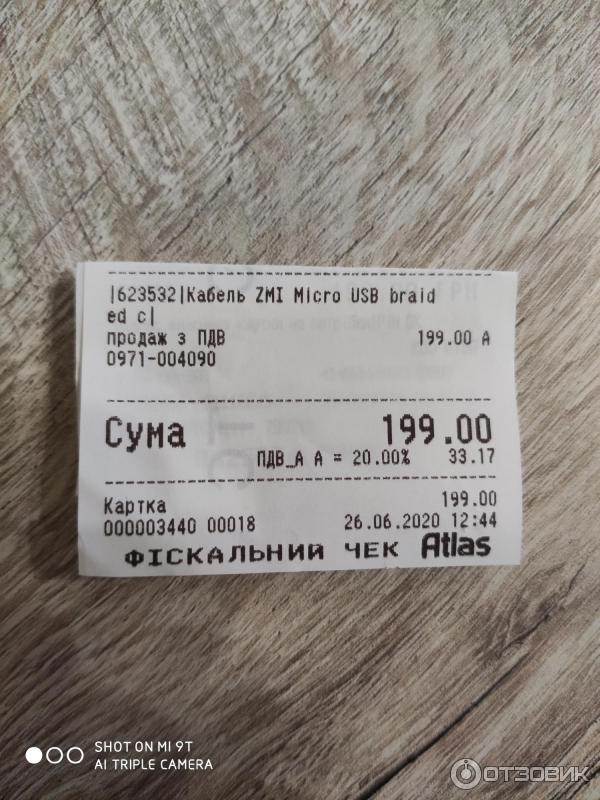 |623532|Кабель ZMI Micro USB braid
ed c|
продаж з ПДВ 199.00 А
0971-004090
Сума 199.00
ПДВ_А А = 20.00% 33.17
Картка 199.00
000003440 00018 26.06.2020 12:44
ФІСКАЛЬНИЙ ЧЕК Atlas
SHOT ON MI 9T
AI TRIPLE CAMERA
ОТЗОВИК